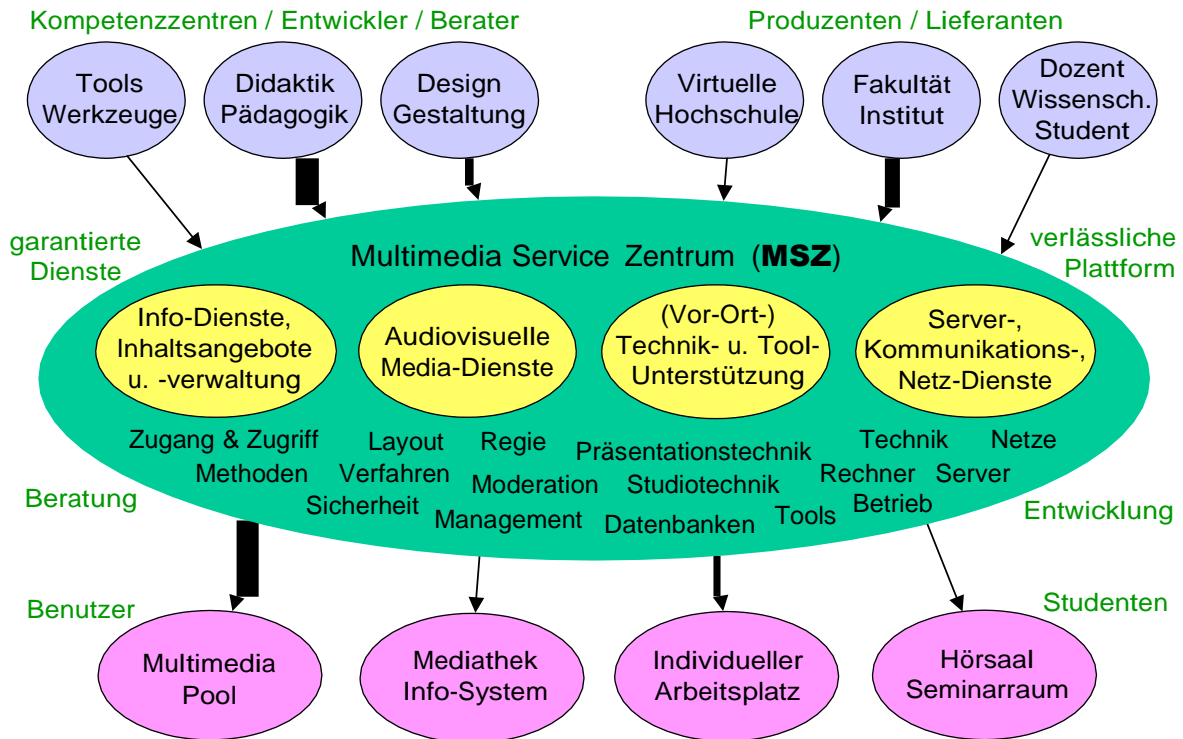 Kompetenzzentren / Entwickler / Berater
Produzenten / Lieferanten
Tools
Werkzeuge
Didaktik
Pädagogik
Design
Gestaltung
Virtuelle
Hochschule
Fakultät
Institut
Dozent
Wissensch.
Student
garantierte
Dienste
verlässliche
Plattform
Multimedia Service Zentrum (MSZ)
Info-Dienste,
Inhaltsangebote
u. -verwaltung
Audiovisuelle
Media-Dienste
(Vor-Ort-)
Technik- u. Tool-
Unterstützung
Server-,
Kommunikations-,
Netz-Dienste
Zugang & Zugriff
Layout
Regie
Präsentationstechnik
Technik
Netze
Methoden
Verfahren
Moderation
Studiotechnik
Rechner
Server
Sicherheit
Management
Datenbanken
Tools
Betrieb
Beratung
Entwicklung
Benutzer
Studenten
Multimedia
Pool
Mediathek
Info-System
Individueller
Arbeitsplatz
Hörsaal
Seminarraum